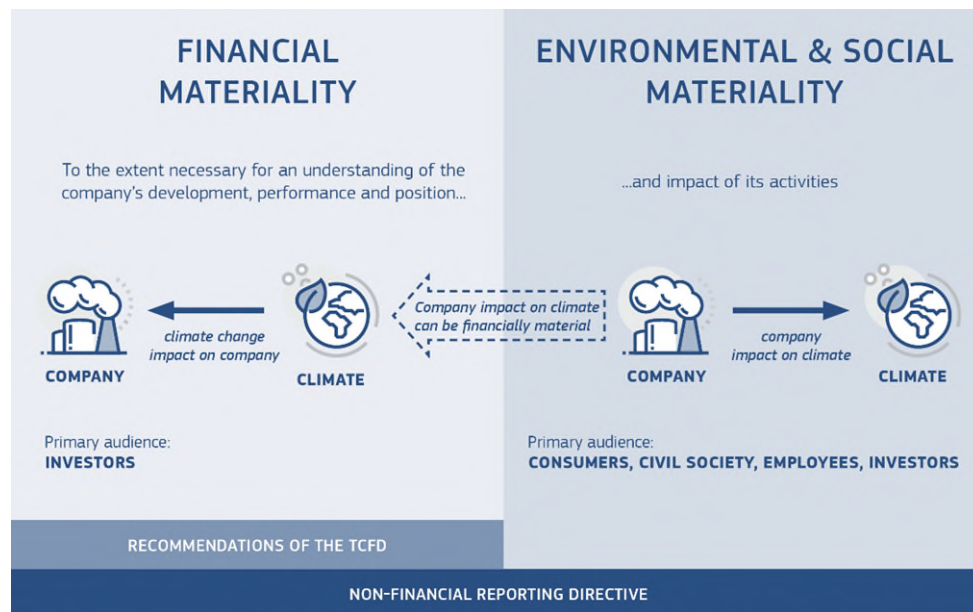 FINANCIAL
MATERIALITY
To the extent necessary for an understanding of the
company's development, performance and position...
climate change
impact on company
COMPANY
CLIMATE
Primary audience:
INVESTORS
RECOMMENDATIONS OF THE TCFD
Company impact on climate
can be financially material
ENVIRONMENTAL & SOCIAL
MATERIALITY
...and impact of its activities
company
impact on climate
COMPANY
CLIMATE
Primary audience:
CONSUMERS, CIVIL SOCIETY, EMPLOYEES, INVESTORS
NON-FINANCIAL REPORTING DIRECTIVE